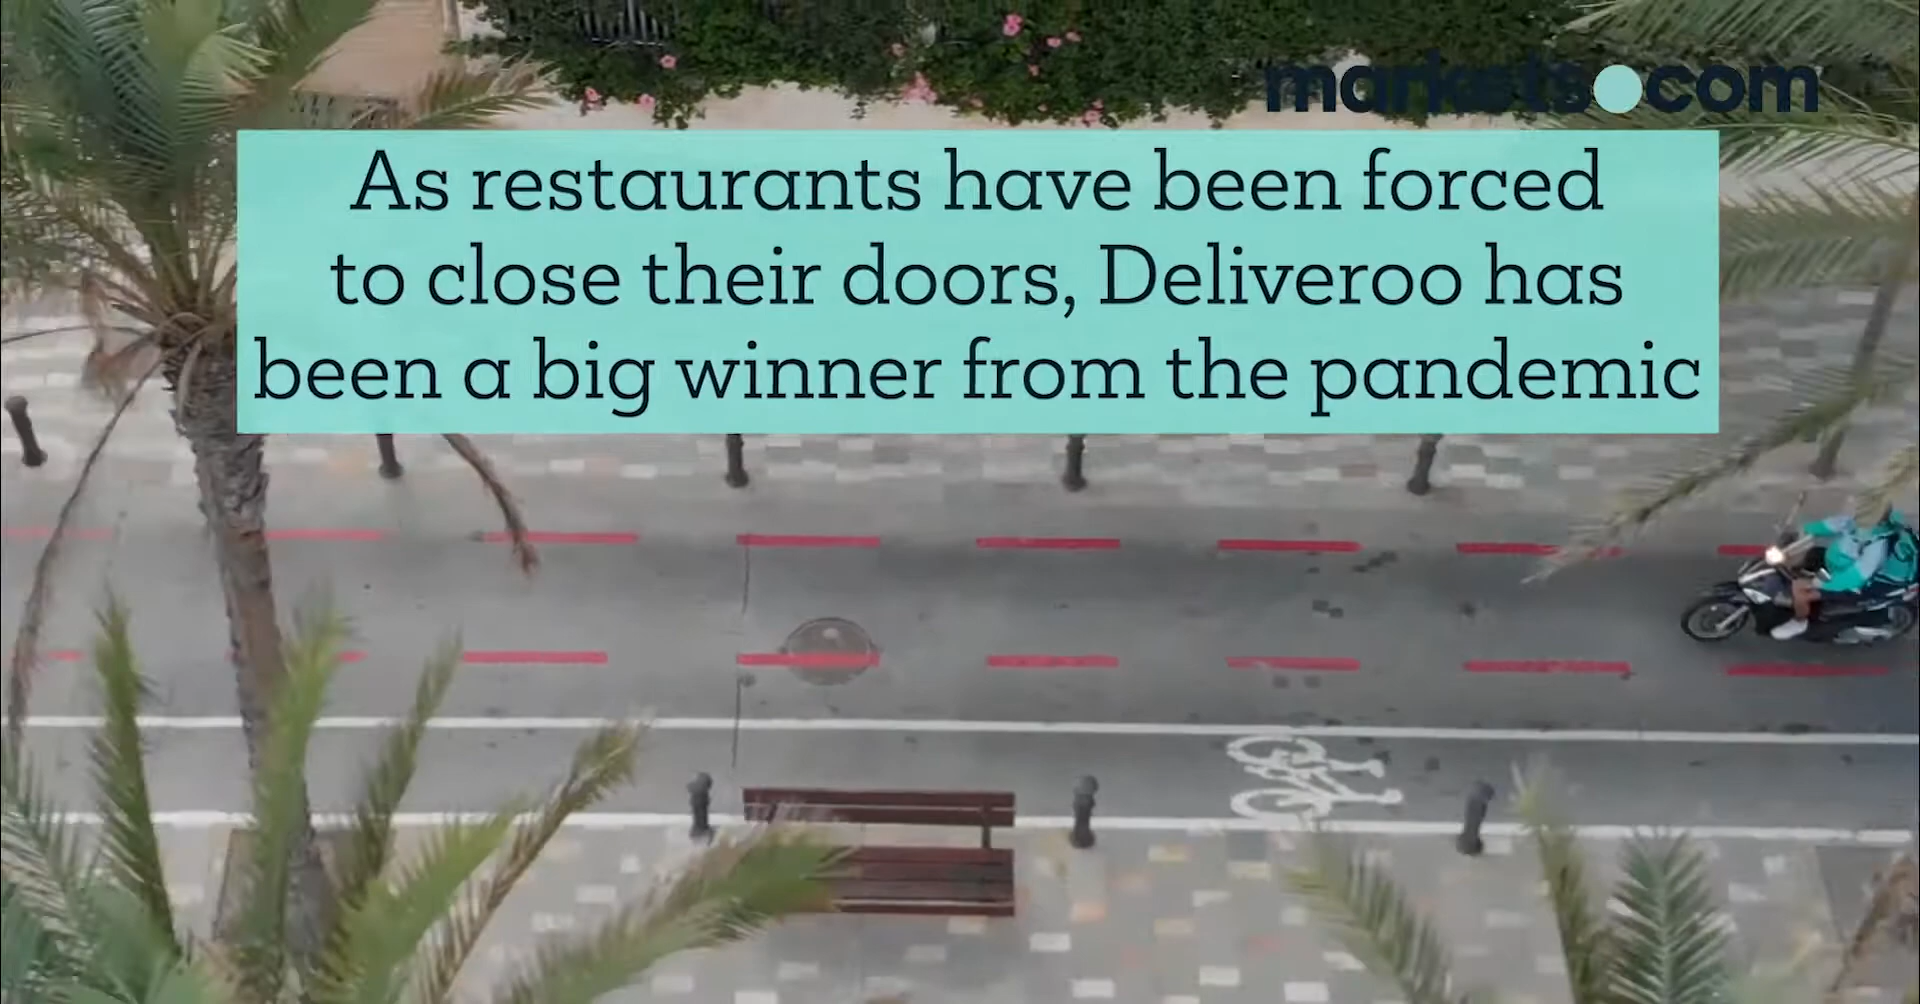 markets.com
As restaurants have been forced
to close their doors, Deliveroo has
been a big winner from the pandemic